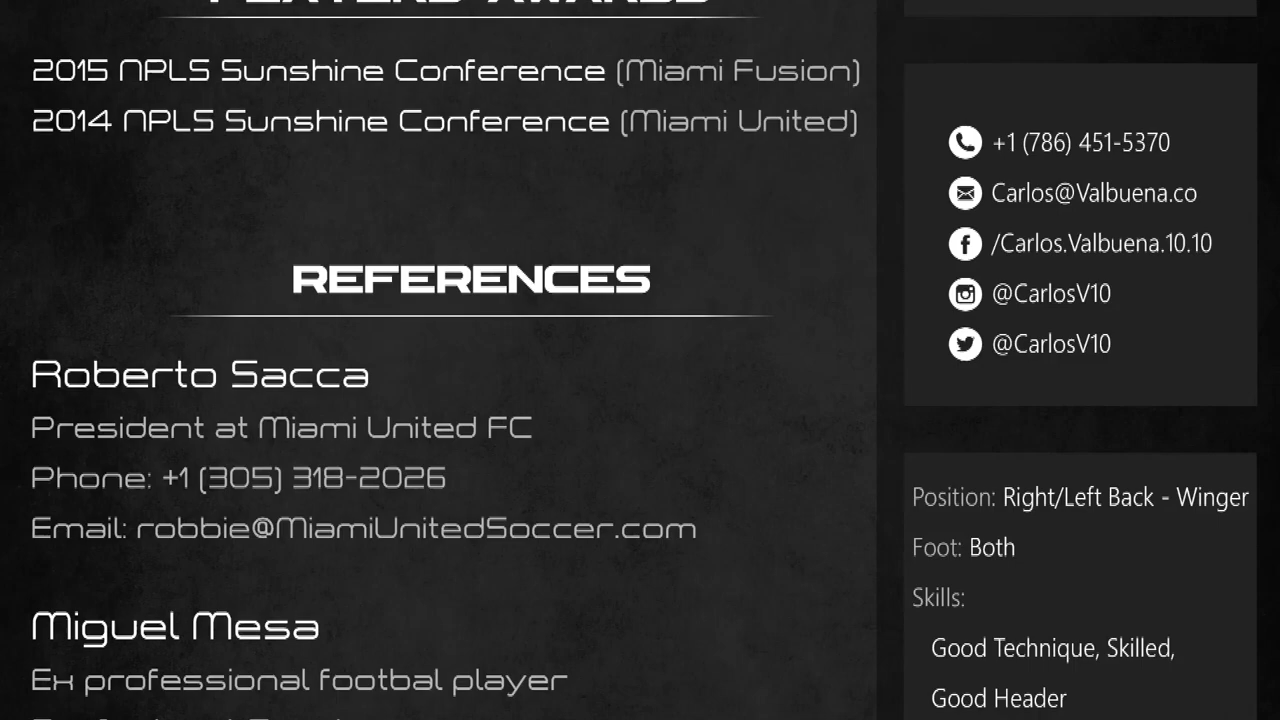 PLAYERS AWARDS
2015 NPLS Sunshine Conference (Miami Fusion)
2014 NPLS Sunshine Conference (Miami United)
REFERENCES
Roberto Sacca
President at Miami United FC
Phone: +1 (305) 318-2026
Email: robbie@MiamiUnitedSoccer.com
Miguel Mesa
Ex professional footbal player
+1 (786) 451-5370
Carlos@Valbuena.co
/Carlos.Valbuena.10.10
@CarlosV10
@CarlosV10
Position: Right/Left Back - Winger
Foot: Both
Skills:
Good Technique, Skilled,
Good Header